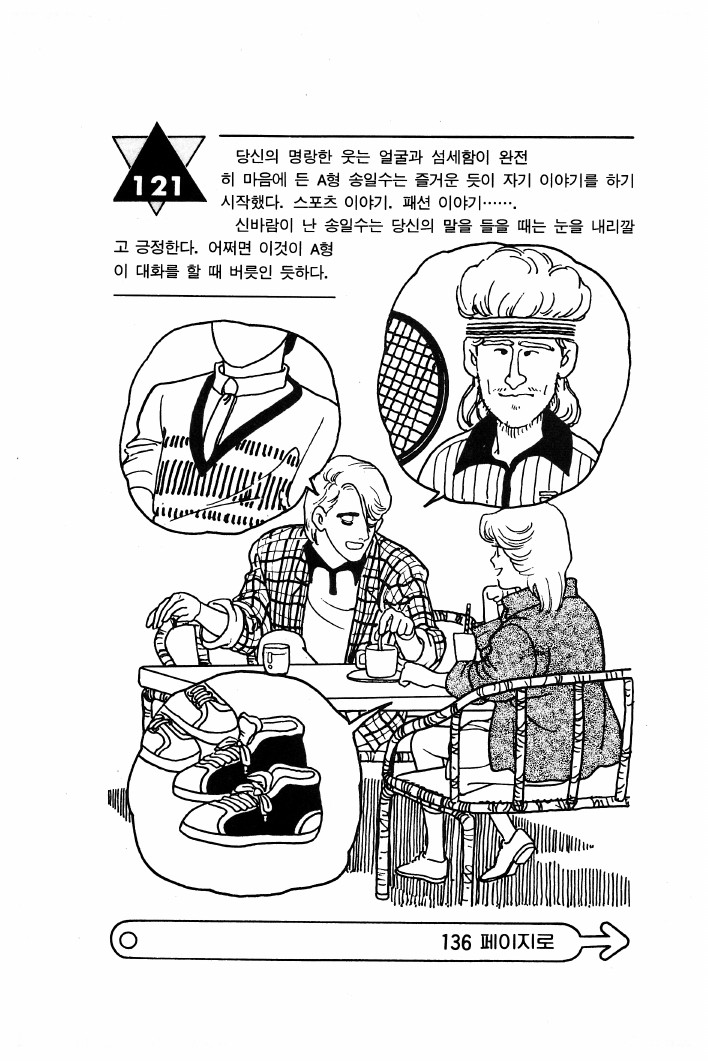 121
당신의 명랑한 웃는 얼굴과 섬세함이 완전
히 마음에 든 A형 송일수는 즐거운 듯이 자기 이야기를 하기
시작했다. 스포츠 이야기. 패션 이야기…….
신바람이 난 송일수는 당신의 말을 들을 때는 눈을 내리깔
고 긍정한다. 어쩌면 이것이 A형
이 대화를 할 때 버릇인 듯하다.
136 페이지로